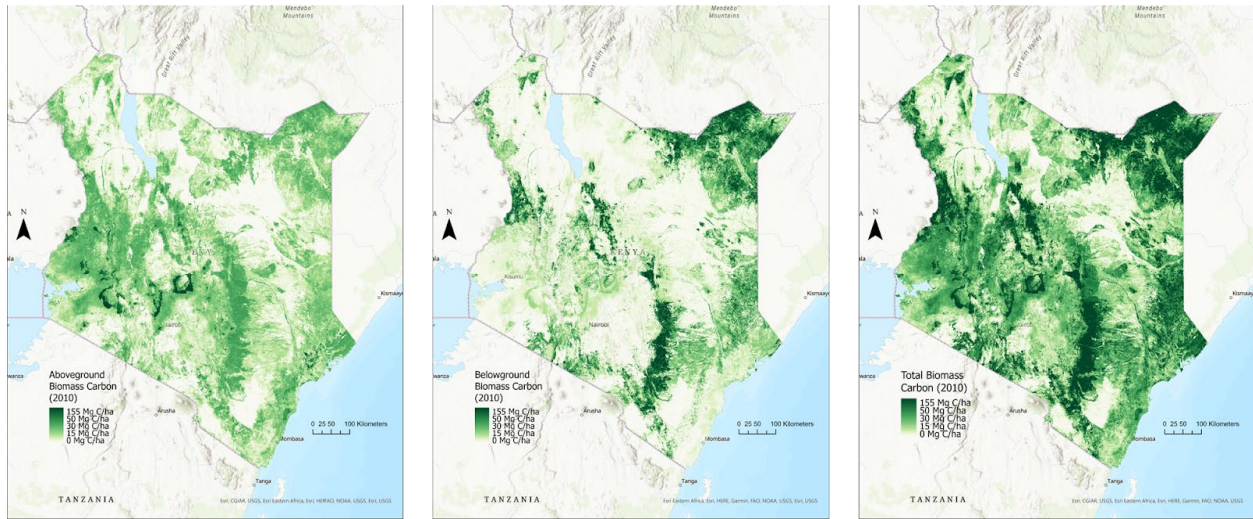 Mendebo
Mountains
Great Rift Valley
N
Kismaayo
Aboveground
Biomass Carbon
(2010)
155 Mg C/ha
50 Mg C/ha
30 Mg C/ha
15 Mg C/ha
0 Mg C/ha
Arusha
0 25 50 100 Kilometers
Mombasa
Tanga
TANZANIA
Esri, CGIAR, USGS, Esri Eastern Africa, Esri, HERE, FAO, NOAA, USGS, Esri, USGS
Mendebo
Mountains
Great Rift Valley
N
Kisumu
Kismaayo
Nairobi
Belowground
Biomass Carbon
(2010)
155 Mg C/ha
50 Mg C/ha
30 Mg C/ha
15 Mg C/ha
0 Mg C/ha
Arusha
0 25 50 100 Kilometers
Mombasa
Tanga
TANZANIA
Esri Eastern Africa, Esri, HERE, Garmin, FAO, NOAA, USGS, Esri, USGS
Mendebo
Mountains
Great Rift Valley
N
Kismaayo
Total Biomass
Carbon (2010)
155 Mg C/ha
50 Mg C/ha
30 Mg C/ha
15 Mg C/ha
0 Mg C/ha
Arusha
0 25 50 100 Kilometers
Mombasa
Tanga
TANZANIA
Esri, CGIAR, USGS, Esri Eastern Africa, Esri, HERE, Garmin, FAO, NOAA, USGS